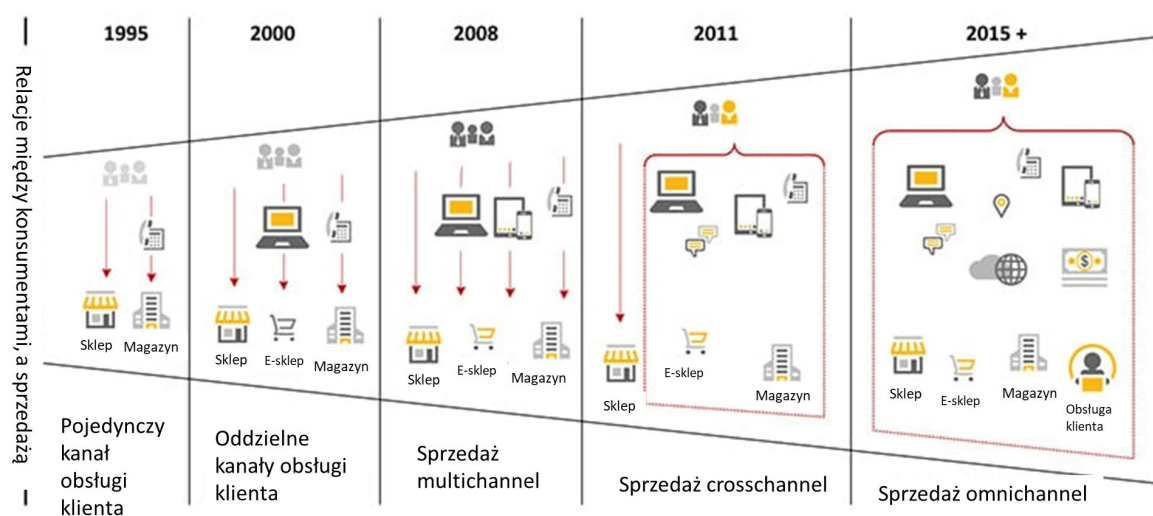 Relacje między konsumentami, a sprzedażą
1995
Sklep
Magazyn
Pojedynczy
kanał
obsługi
klienta
2000
Sklep
E-sklep
Magazyn
Oddzielne
kanały obsługi
klienta
2008
Sklep
E-sklep
Magazyn
Sprzedaż
multichannel
2011
Sklep
E-sklep
Magazyn
Sprzedaż crosschannel
2015 +
$
Sklep
E-sklep
Magazyn
Obsługa
klienta
Sprzedaż omnichannel